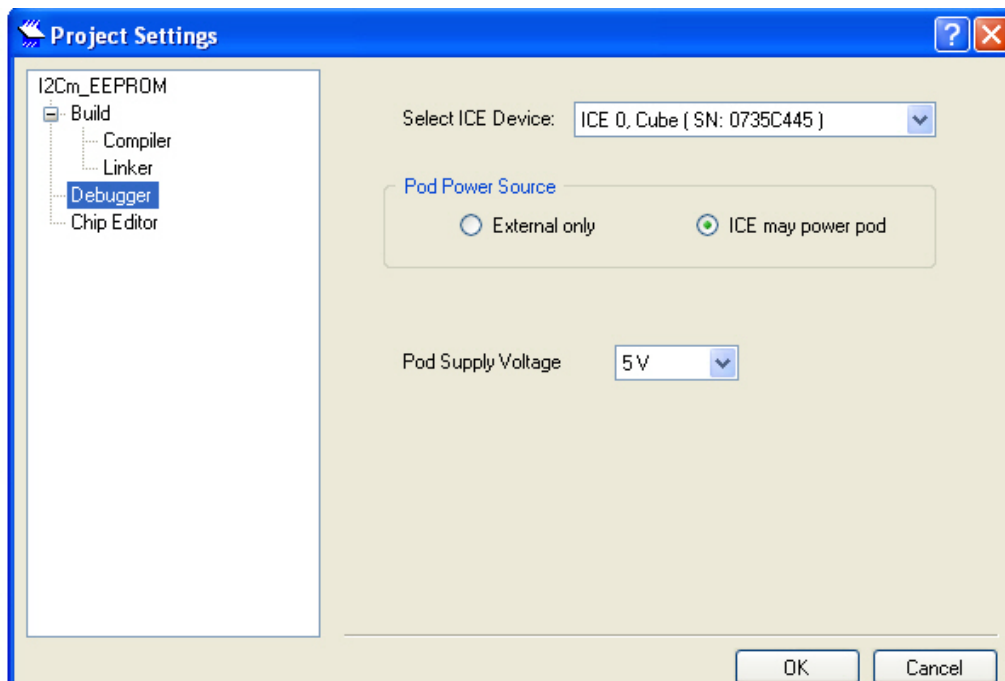 Project Settings
I2Cm_EEPROM
Build
Compiler
Linker
Debugger
Chip Editor
Select ICE Device: ICE 0, Cube ( SN: 0735C445 )
Pod Power Source
External only ICE may power pod
Pod Supply Voltage 5 V
OK Cancel